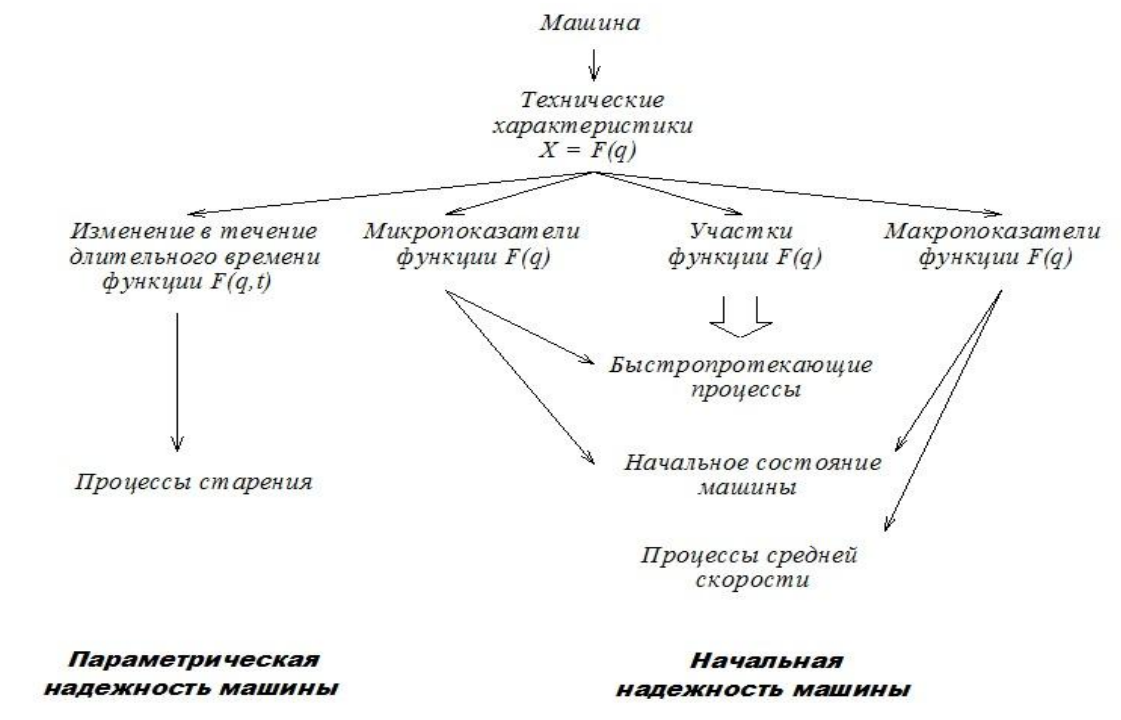 Машина
Технические
характеристики
X = F(q)
Изменение в течение
длительного времени
функции F(q,t)
Микропоказатели
функции F(q)
Участки
функции F(q)
Макропоказатели
функции F(q)
Быстропротекающие
процессы
Процессы старения
Начальное состояние
машины
Процессы средней
скорости
Параметрическая
надежность машины
Начальная
надежность машины